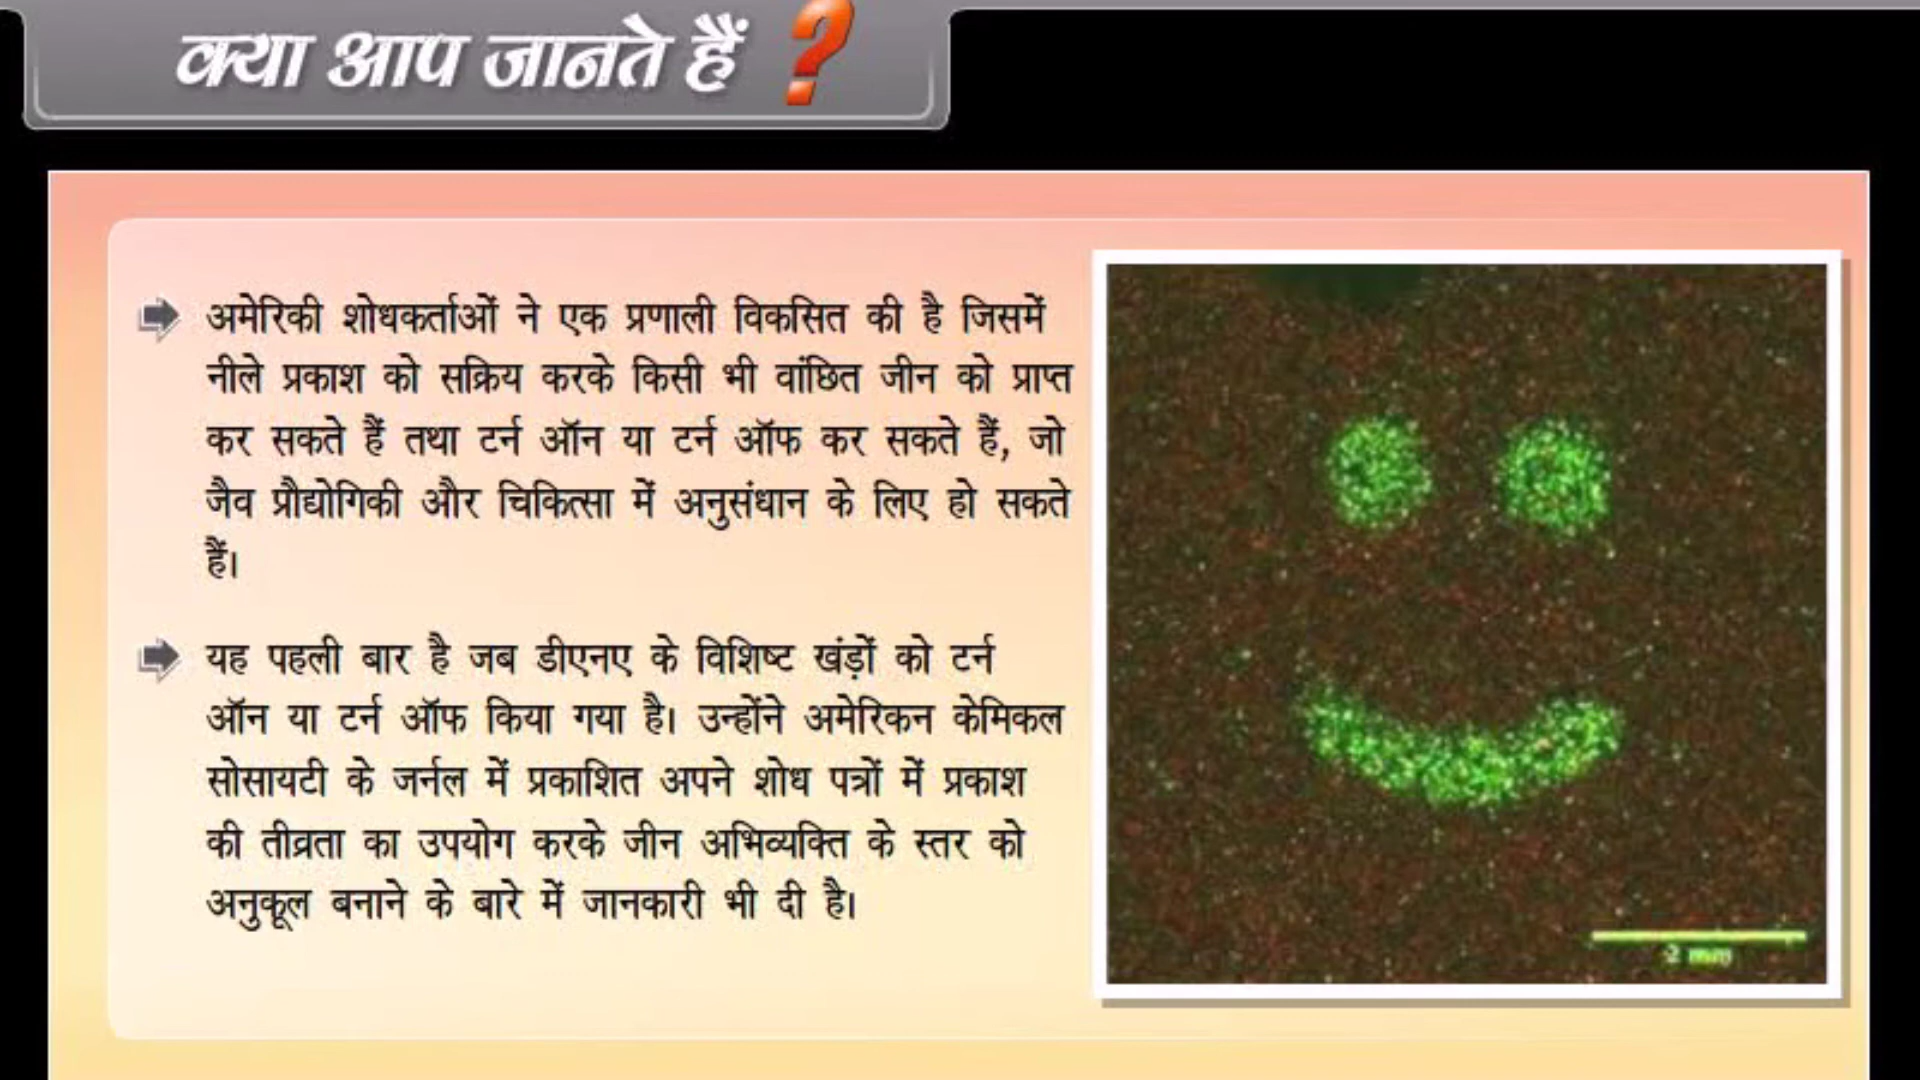 क्या आप जानते हैं ?
अमेरिकी शोधकर्ताओं ने एक प्रणाली विकसित की है जिसमें
नीले प्रकाश को सक्रिय करके किसी भी वांछित जीन को प्राप्त
कर सकते हैं तथा टर्न ऑन या टर्न ऑफ कर सकते हैं, जो
जैव प्रौद्योगिकी और चिकित्सा में अनुसंधान के लिए हो सकते
हैं।
यह पहली बार है जब डीएनए के विशिष्ट खंड़ों को टर्न
ऑन या टर्न ऑफ किया गया है। उन्होंने अमेरिकन केमिकल
सोसायटी के जर्नल में प्रकाशित अपने शोध पत्रों में प्रकाश
की तीव्रता का उपयोग करके जीन अभिव्यक्ति के स्तर को
अनुकूल बनाने के बारे में जानकारी भी दी है।
2 mm